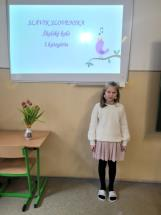 SLÁVIK SLOVENSKA
Školské kolo
I. kategória